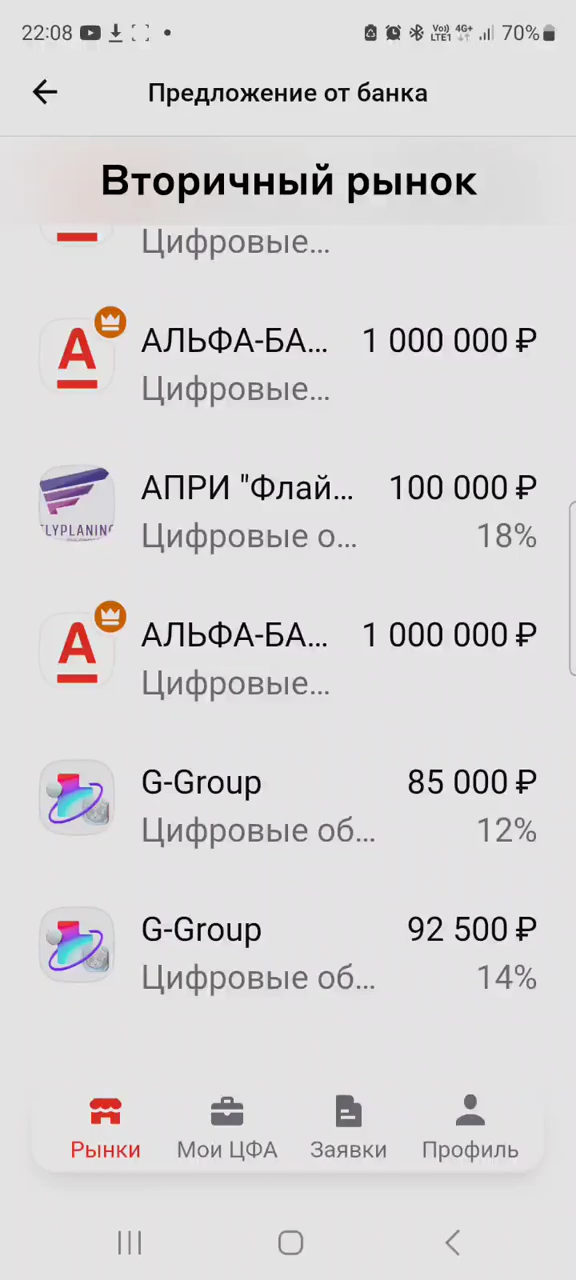 22:08 70%
Предложение от банка
Вторичный рынок
Цифровые...
АЛЬФА-БА... 1 000 000 ₽
Цифровые...
АПРИ "Флай... 100 000 ₽
Цифровые о... 18%
АЛЬФА-БА... 1 000 000 ₽
Цифровые...
G-Group 85 000 ₽
Цифровые об... 12%
G-Group 92 500 ₽
Цифровые об... 14%
Рынки Мои ЦФА Заявки Профиль